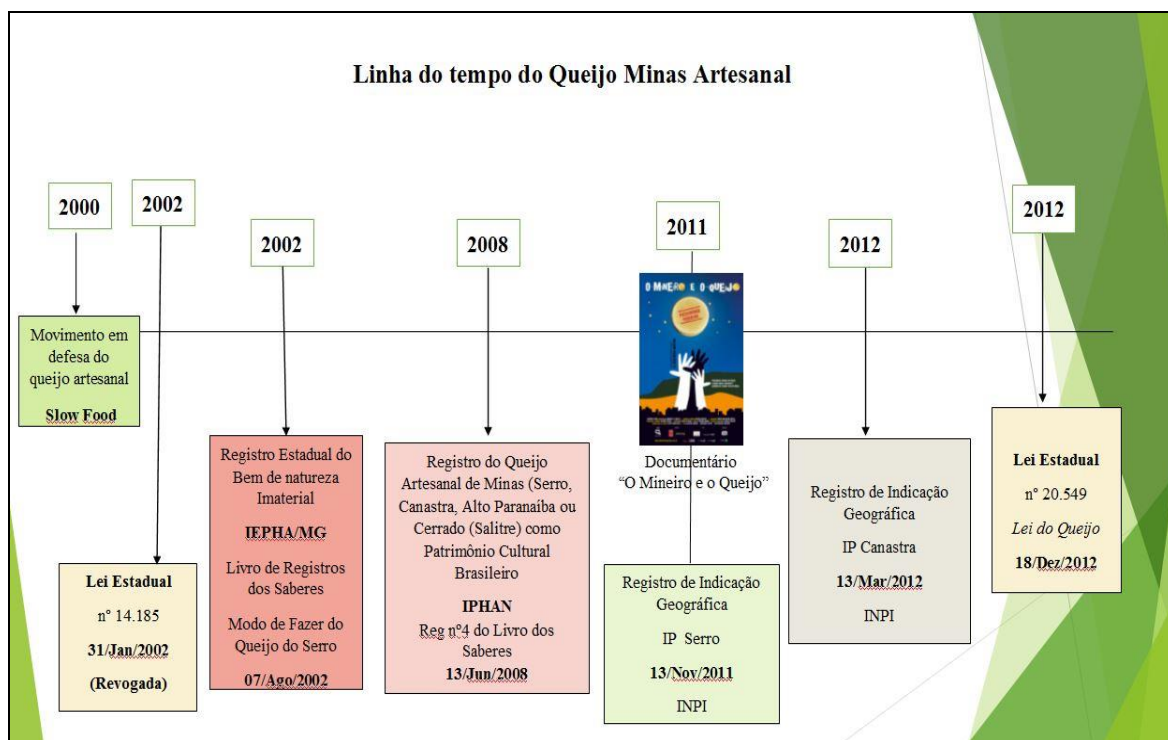 Linha do tempo do Queijo Minas Artesanal
2000
Movimento em
defesa do
queijo artesanal
Slow Food
2002
Lei Estadual
nº 14.185
31/Jan/2002
(Revogada)
2002
Registro Estadual do
Bem de natureza
Imaterial
IEPHA/MG
Livro de Registros
dos Saberes
Modo de Fazer do
Queijo do Serro
07/Ago/2002
2008
Registro do Queijo
Artesanal de Minas (Serro,
Canastra, Alto Paranaíba ou
Cerrado (Salitre) como
Patrimônio Cultural
Brasileiro
IPHAN
Reg nº4 do Livro dos
Saberes
13/Jun/2008
2011
O MINEIRO E O QUEIJO
Documentário
“O Mineiro e o Queijo”
Registro de Indicação
Geográfica
IP Serro
13/Nov/2011
INPI
2012
Registro de Indicação
Geográfica
IP Canastra
13/Mar/2012
INPI
2012
Lei Estadual
nº 20.549
Lei do Queijo
18/Dez/2012